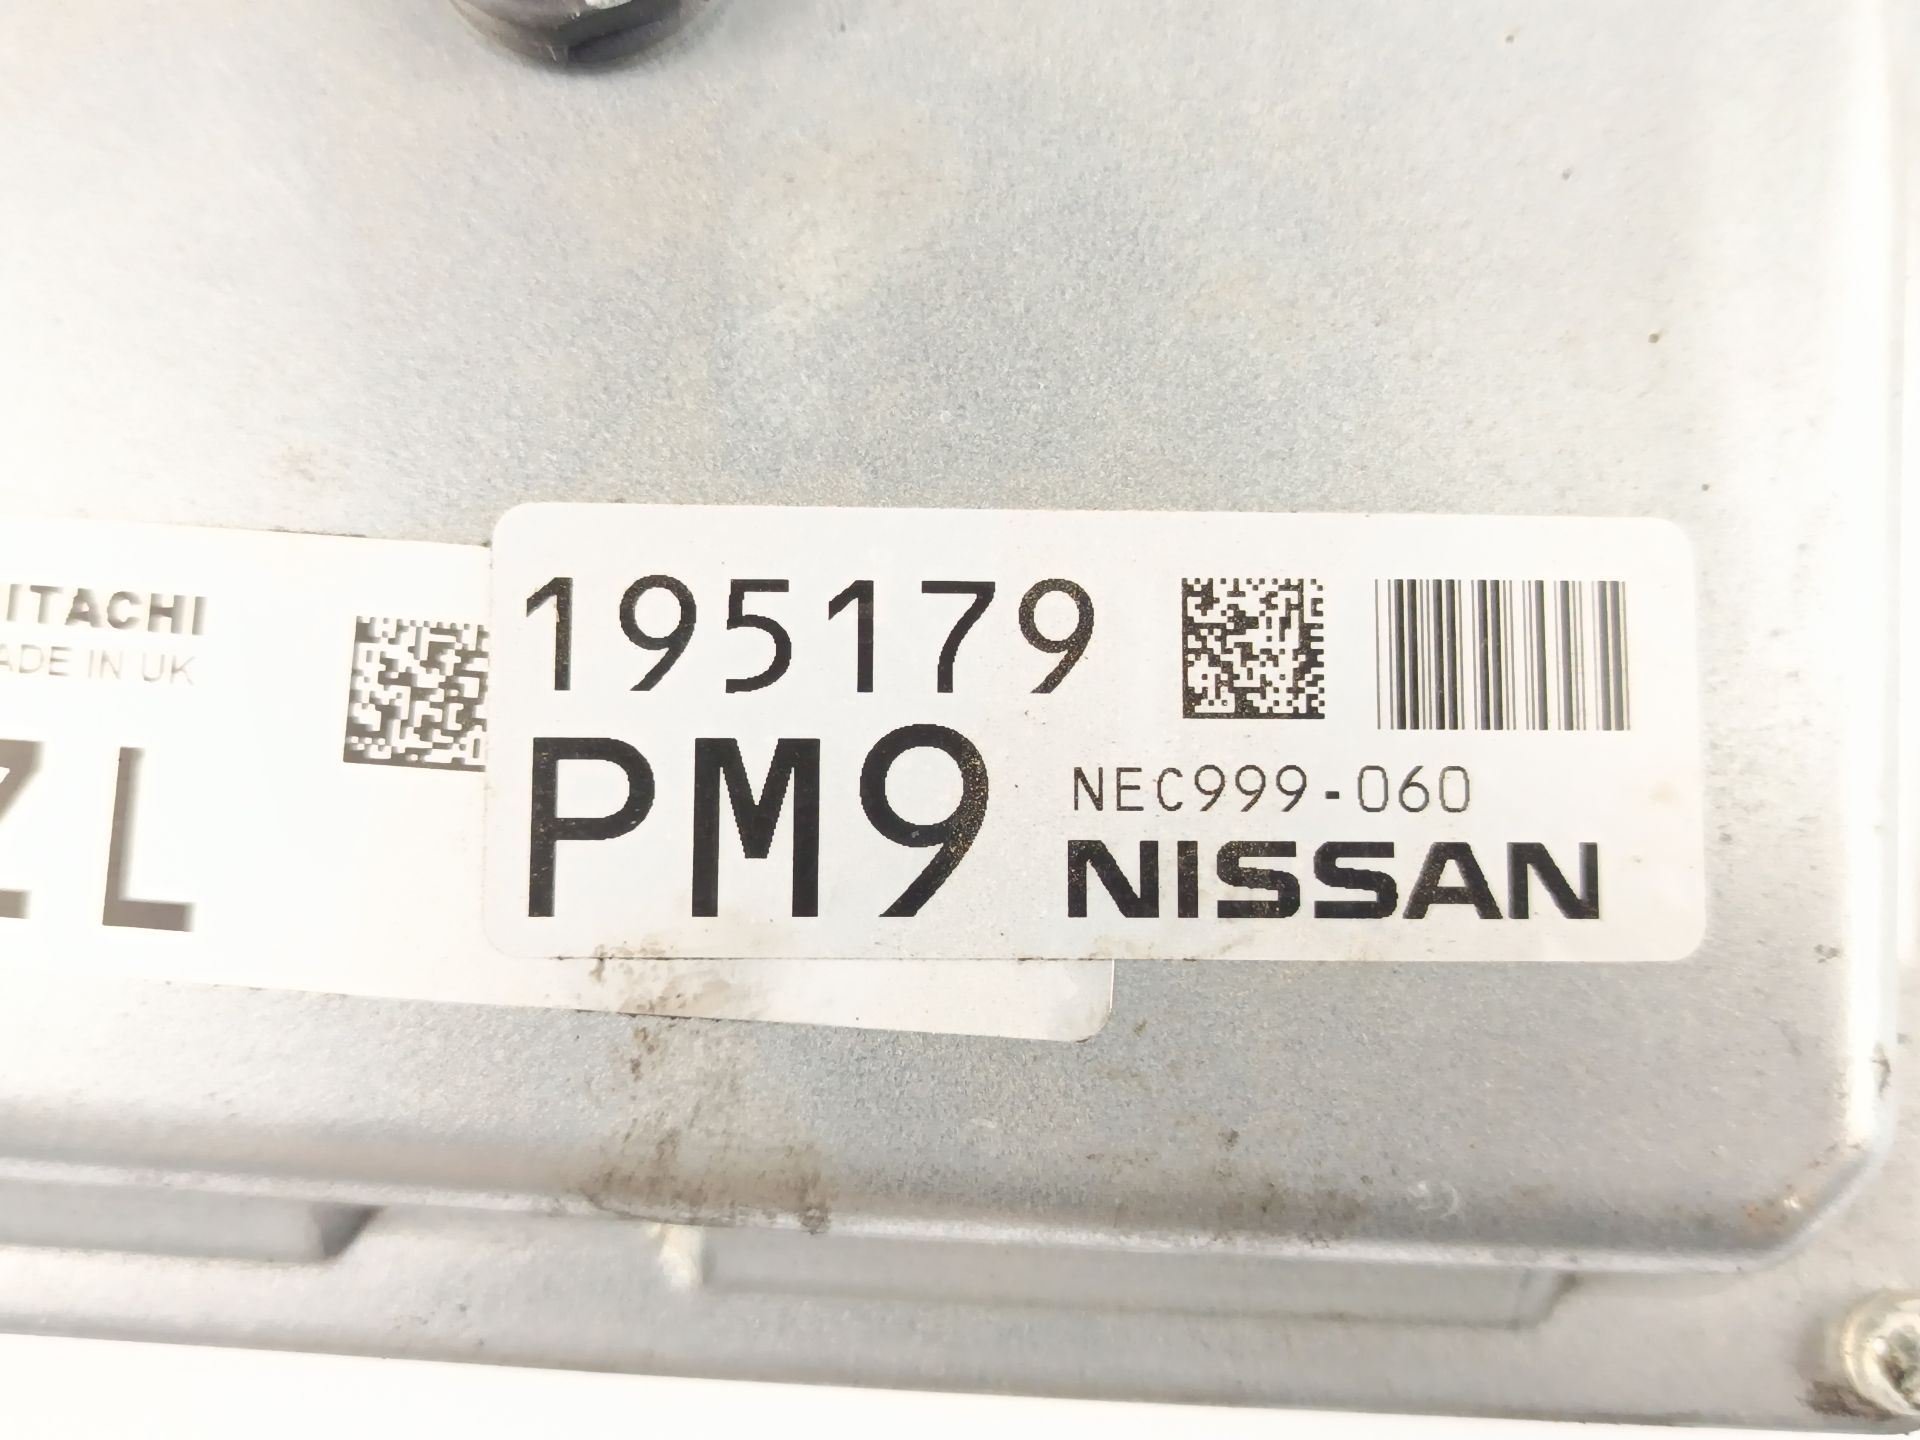 ITACHI
ADE IN UK
ZL
195179
PM9
NEC999-060
NISSAN